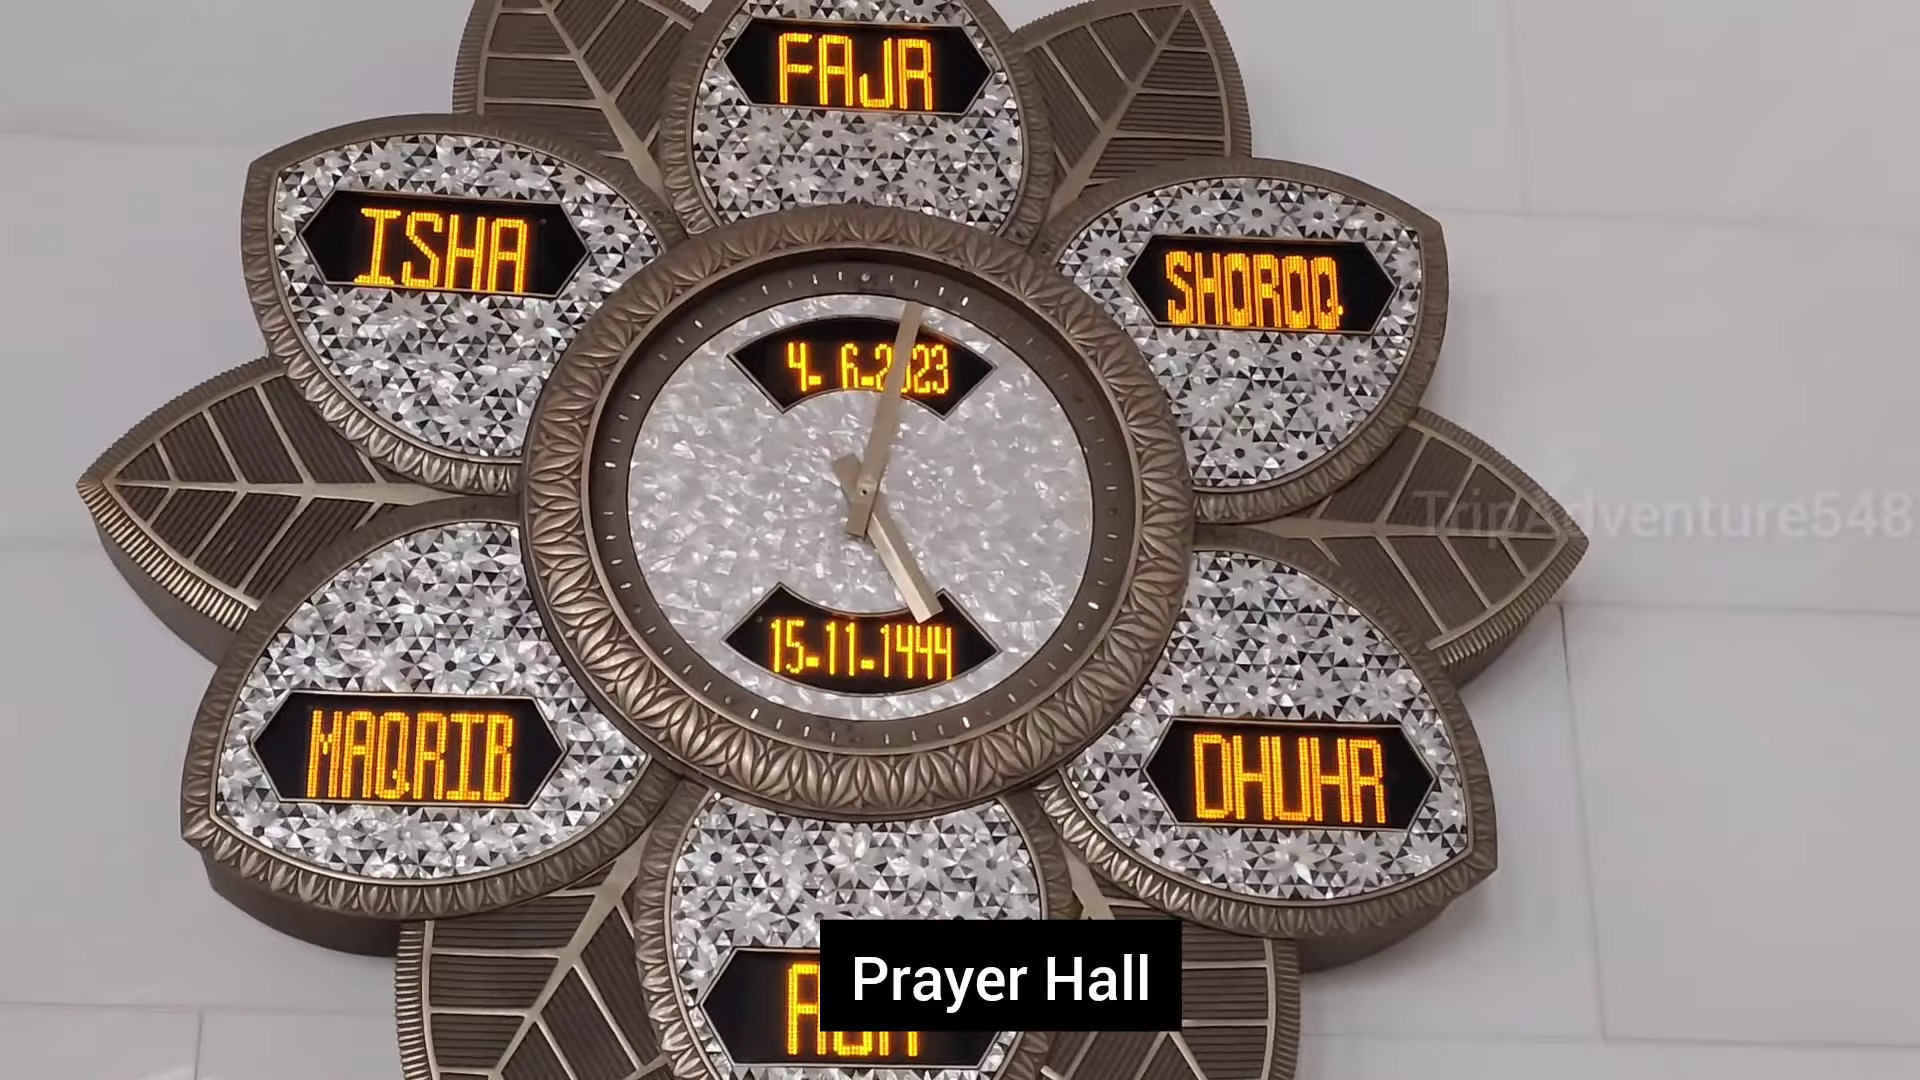 FAJR
ISHA
SHOROQ
4-6-2023
TripAdventure548
15-11-1444
MAQRIB
DHUHR
Prayer Hall